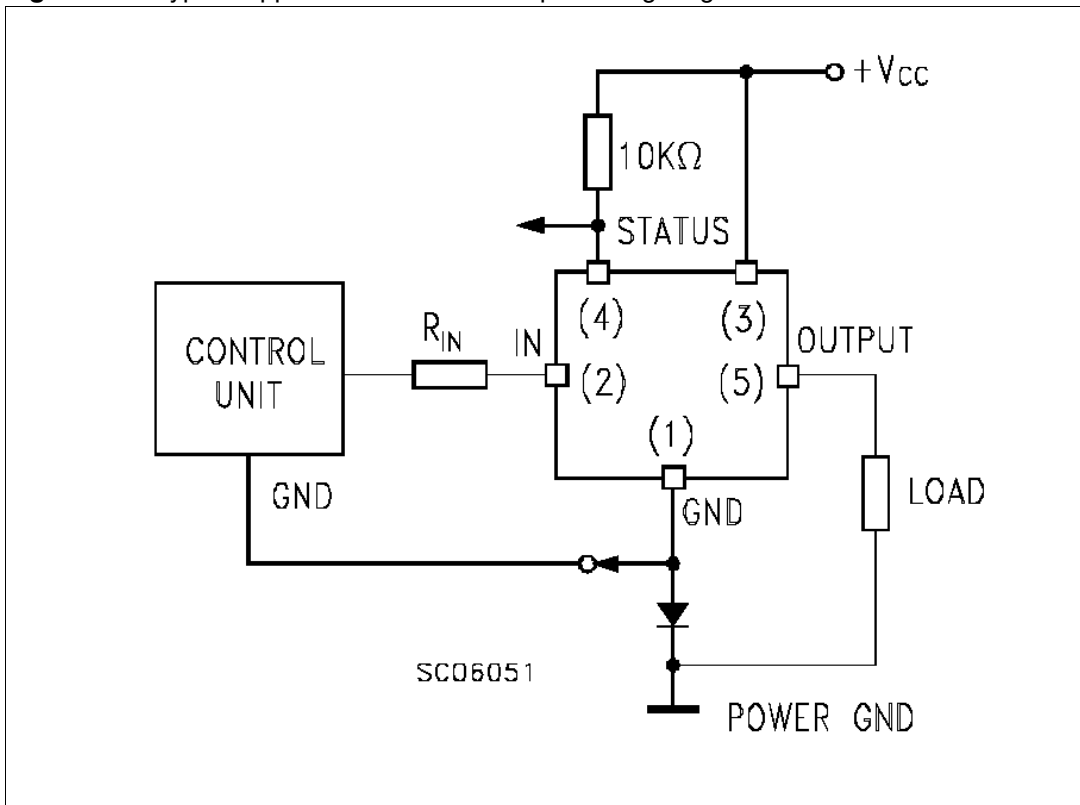 +VCC
10KΩ
STATUS
(4)
(3)
OUTPUT
RIN
IN
CONTROL
UNIT
(2)
(5)
(1)
GND
GND
LOAD
SC06051
POWER GND